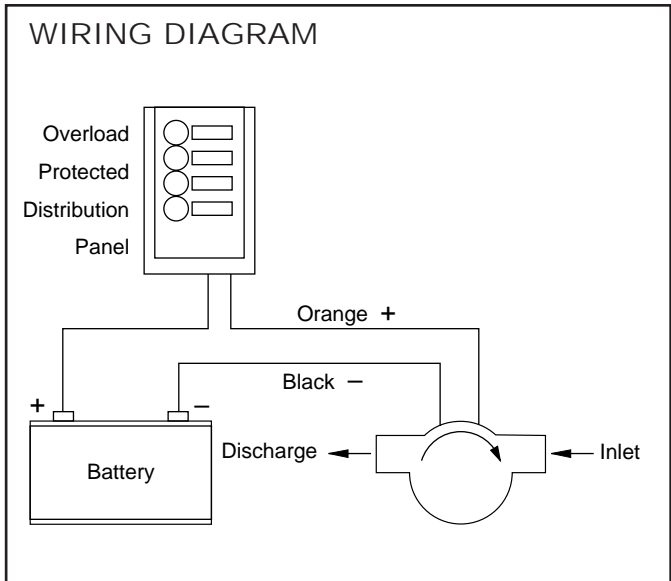 WIRING DIAGRAM
Overload
Protected
Distribution
Panel
Orange +
Black –
+
–
Battery
Discharge
Inlet